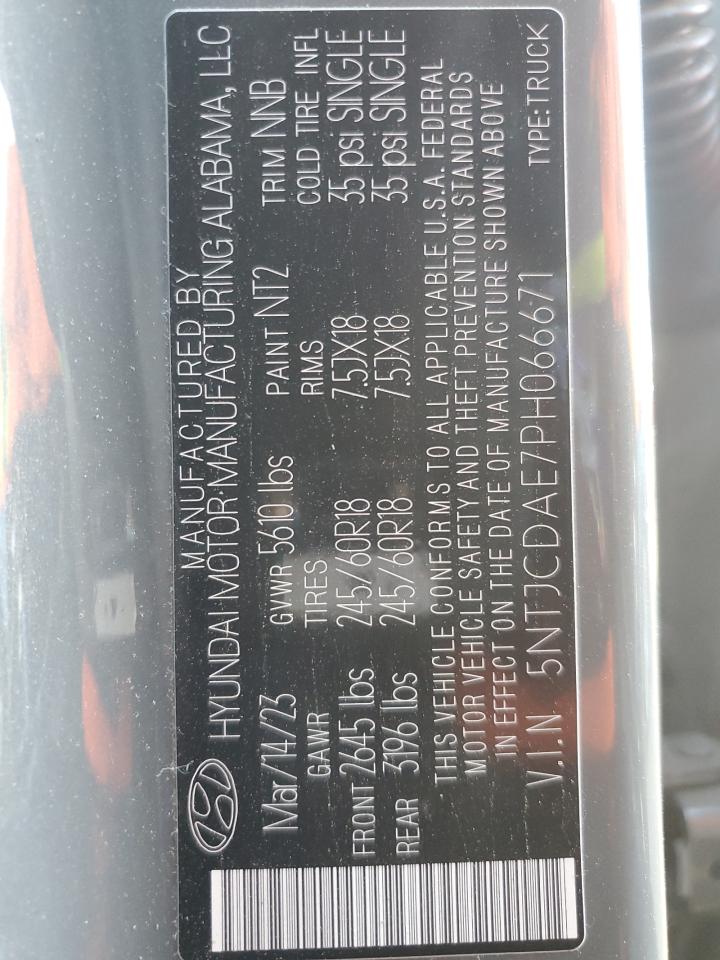 MANUFACTURED BY
HYUNDAI MOTOR MANUFACTURING ALABAMA, LLC
Mar/14/23 GVWR 5610 lbs PAINT NT2 TRIM NNB
GAWR TIRES RIMS COLD TIRE INFL
FRONT 2645 lbs 245/60R18 7.5JX18 35 psi SINGLE
REAR 3196 lbs 245/60R18 7.5JX18 35 psi SINGLE
THIS VEHICLE CONFORMS TO ALL APPLICABLE U.S.A. FEDERAL
MOTOR VEHICLE SAFETY AND THEFT PREVENTION STANDARDS
IN EFFECT ON THE DATE OF MANUFACTURE SHOWN ABOVE
V.I.N 5NTJCDAE7PH066671 TYPE: TRUCK